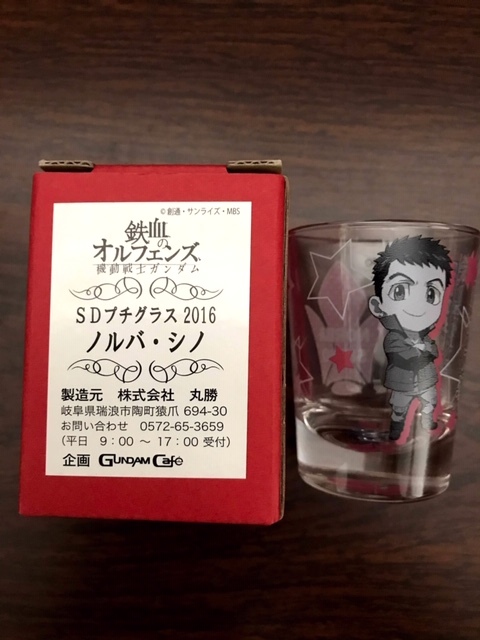 ©創通・サンライズ・MBS
鉄血の
オルフェンズ
機動戦士ガンダム
SDプチグラス 2016
ノルバ・シノ
製造元 株式会社 丸勝
岐阜県瑞浪市陶町猿爪 694-30
お問い合わせ 0572-65-3659
(平日 9:00 ～ 17:00 受付)
企画 GUNDAM Café